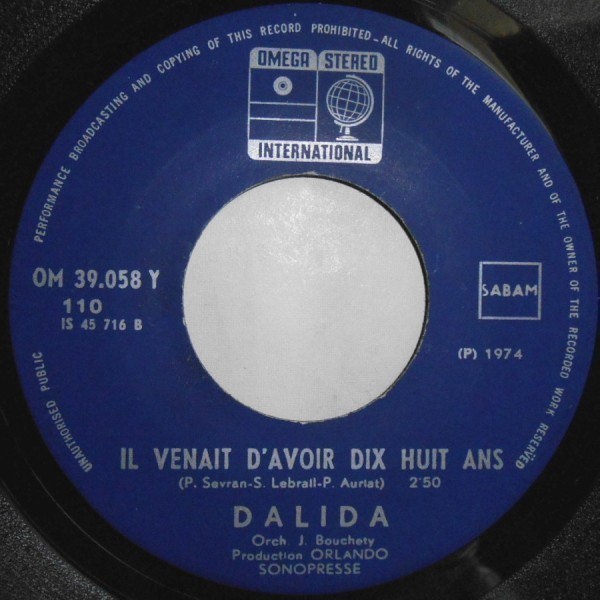 PERFORMANCE BROADCASTING AND COPYING OF THIS RECORD PROHIBITED_ALL RIGHTS OF THE MANUFACTURER AND OF THE OWNER OF THE RECORDED WORK RESERVED
UNAUTHORISED PUBLIC
OMEGA STEREO
INTERNATIONAL
OM 39.058 Y
110
IS 45 716 B
SABAM
(P) 1974
IL VENAIT D'AVOIR DIX HUIT ANS
(P. Sevran-S. Lebrail-P. Auriat) 2'50
DALIDA
Orch J. Bouchety
Production ORLANDO
SONOPRESSE